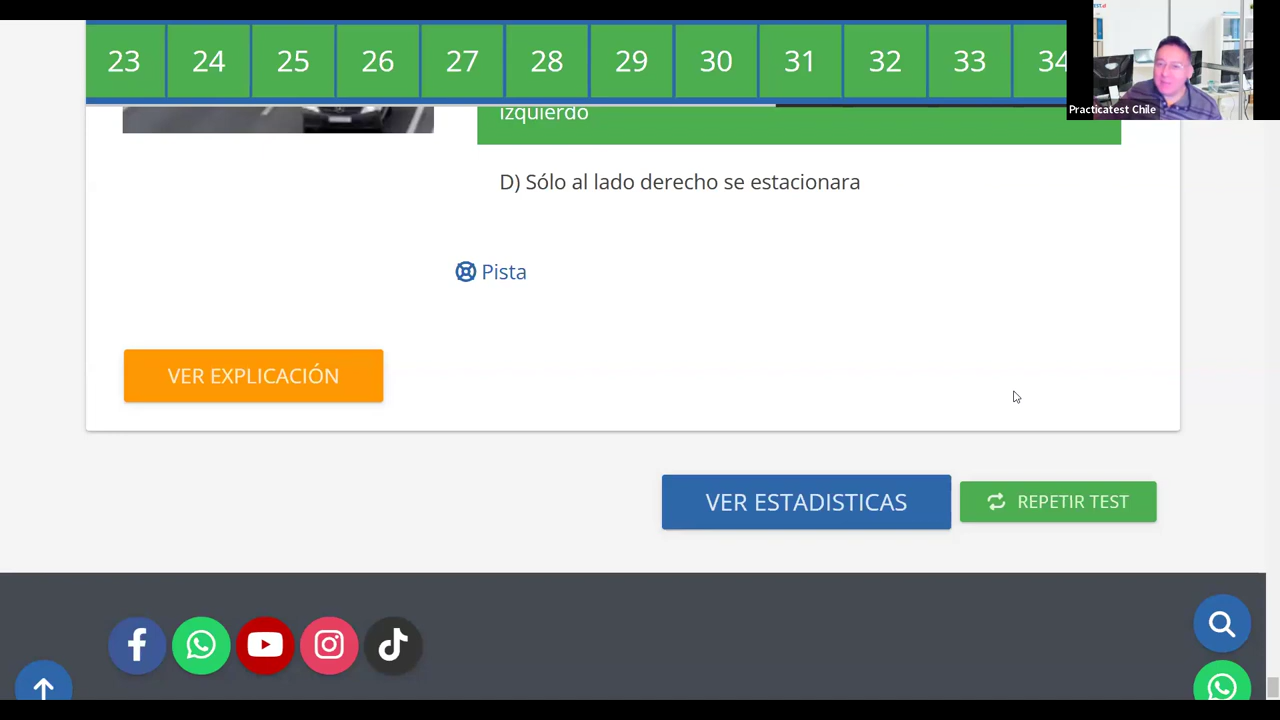 23 24 25 26 27 28 29 30 31 32 33 34
Practicatest Chile
izquierdo
D) Sólo al lado derecho se estacionara
Pista
VER EXPLICACIÓN
VER ESTADISTICAS
REPETIR TEST